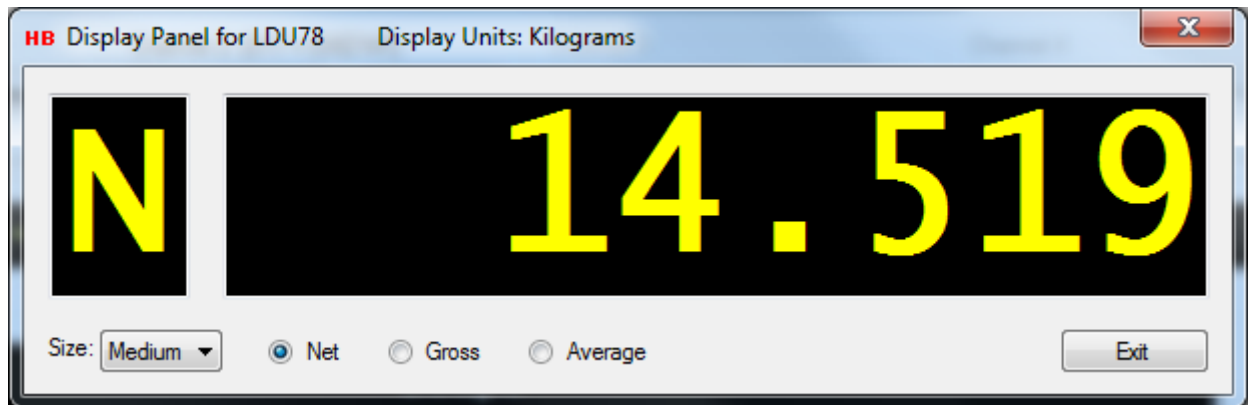 HB Display Panel for LDU78 Display Units: Kilograms
N 14.519
Size: Medium Net Gross Average Exit